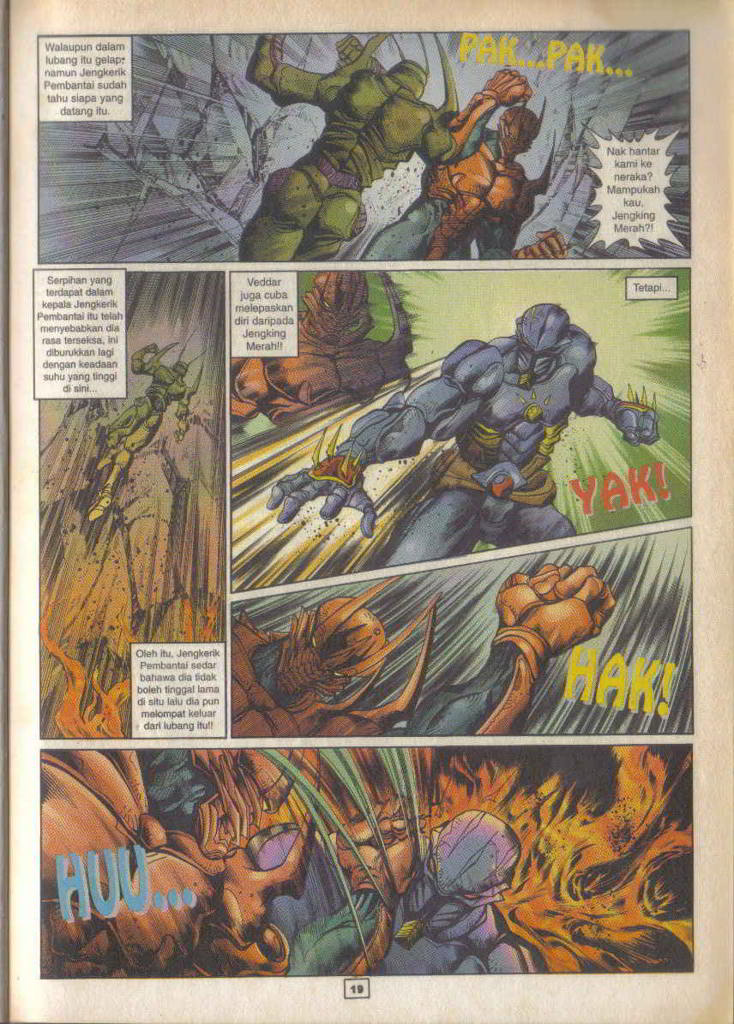 Walaupun dalam
lubang itu gelap,
namun Jengkerik
Pembantai sudah
tahu siapa yang
datang itu.
PAK...PAK...
Nak hantar
kami ke
neraka?
Mampukah
kau,
Jengking
Merah?!
Serpihan yang
terdapat dalam
kepala Jengkerik
Pembantai itu telah
menyebabkan dia
rasa terseksa, ini
diburukkan lagi
dengan keadaan
suhu yang tinggi
di sini...
Oleh itu, Jengkerik
Pembantai sedar
bahawa dia tidak
boleh tinggal lama
di situ lalu dia pun
melompat keluar
dari lubang itu!!
Veddar
juga cuba
melepaskan
diri daripada
Jengking
Merah!!
Tetapi...
YAK!
HAK!
HUU...
19